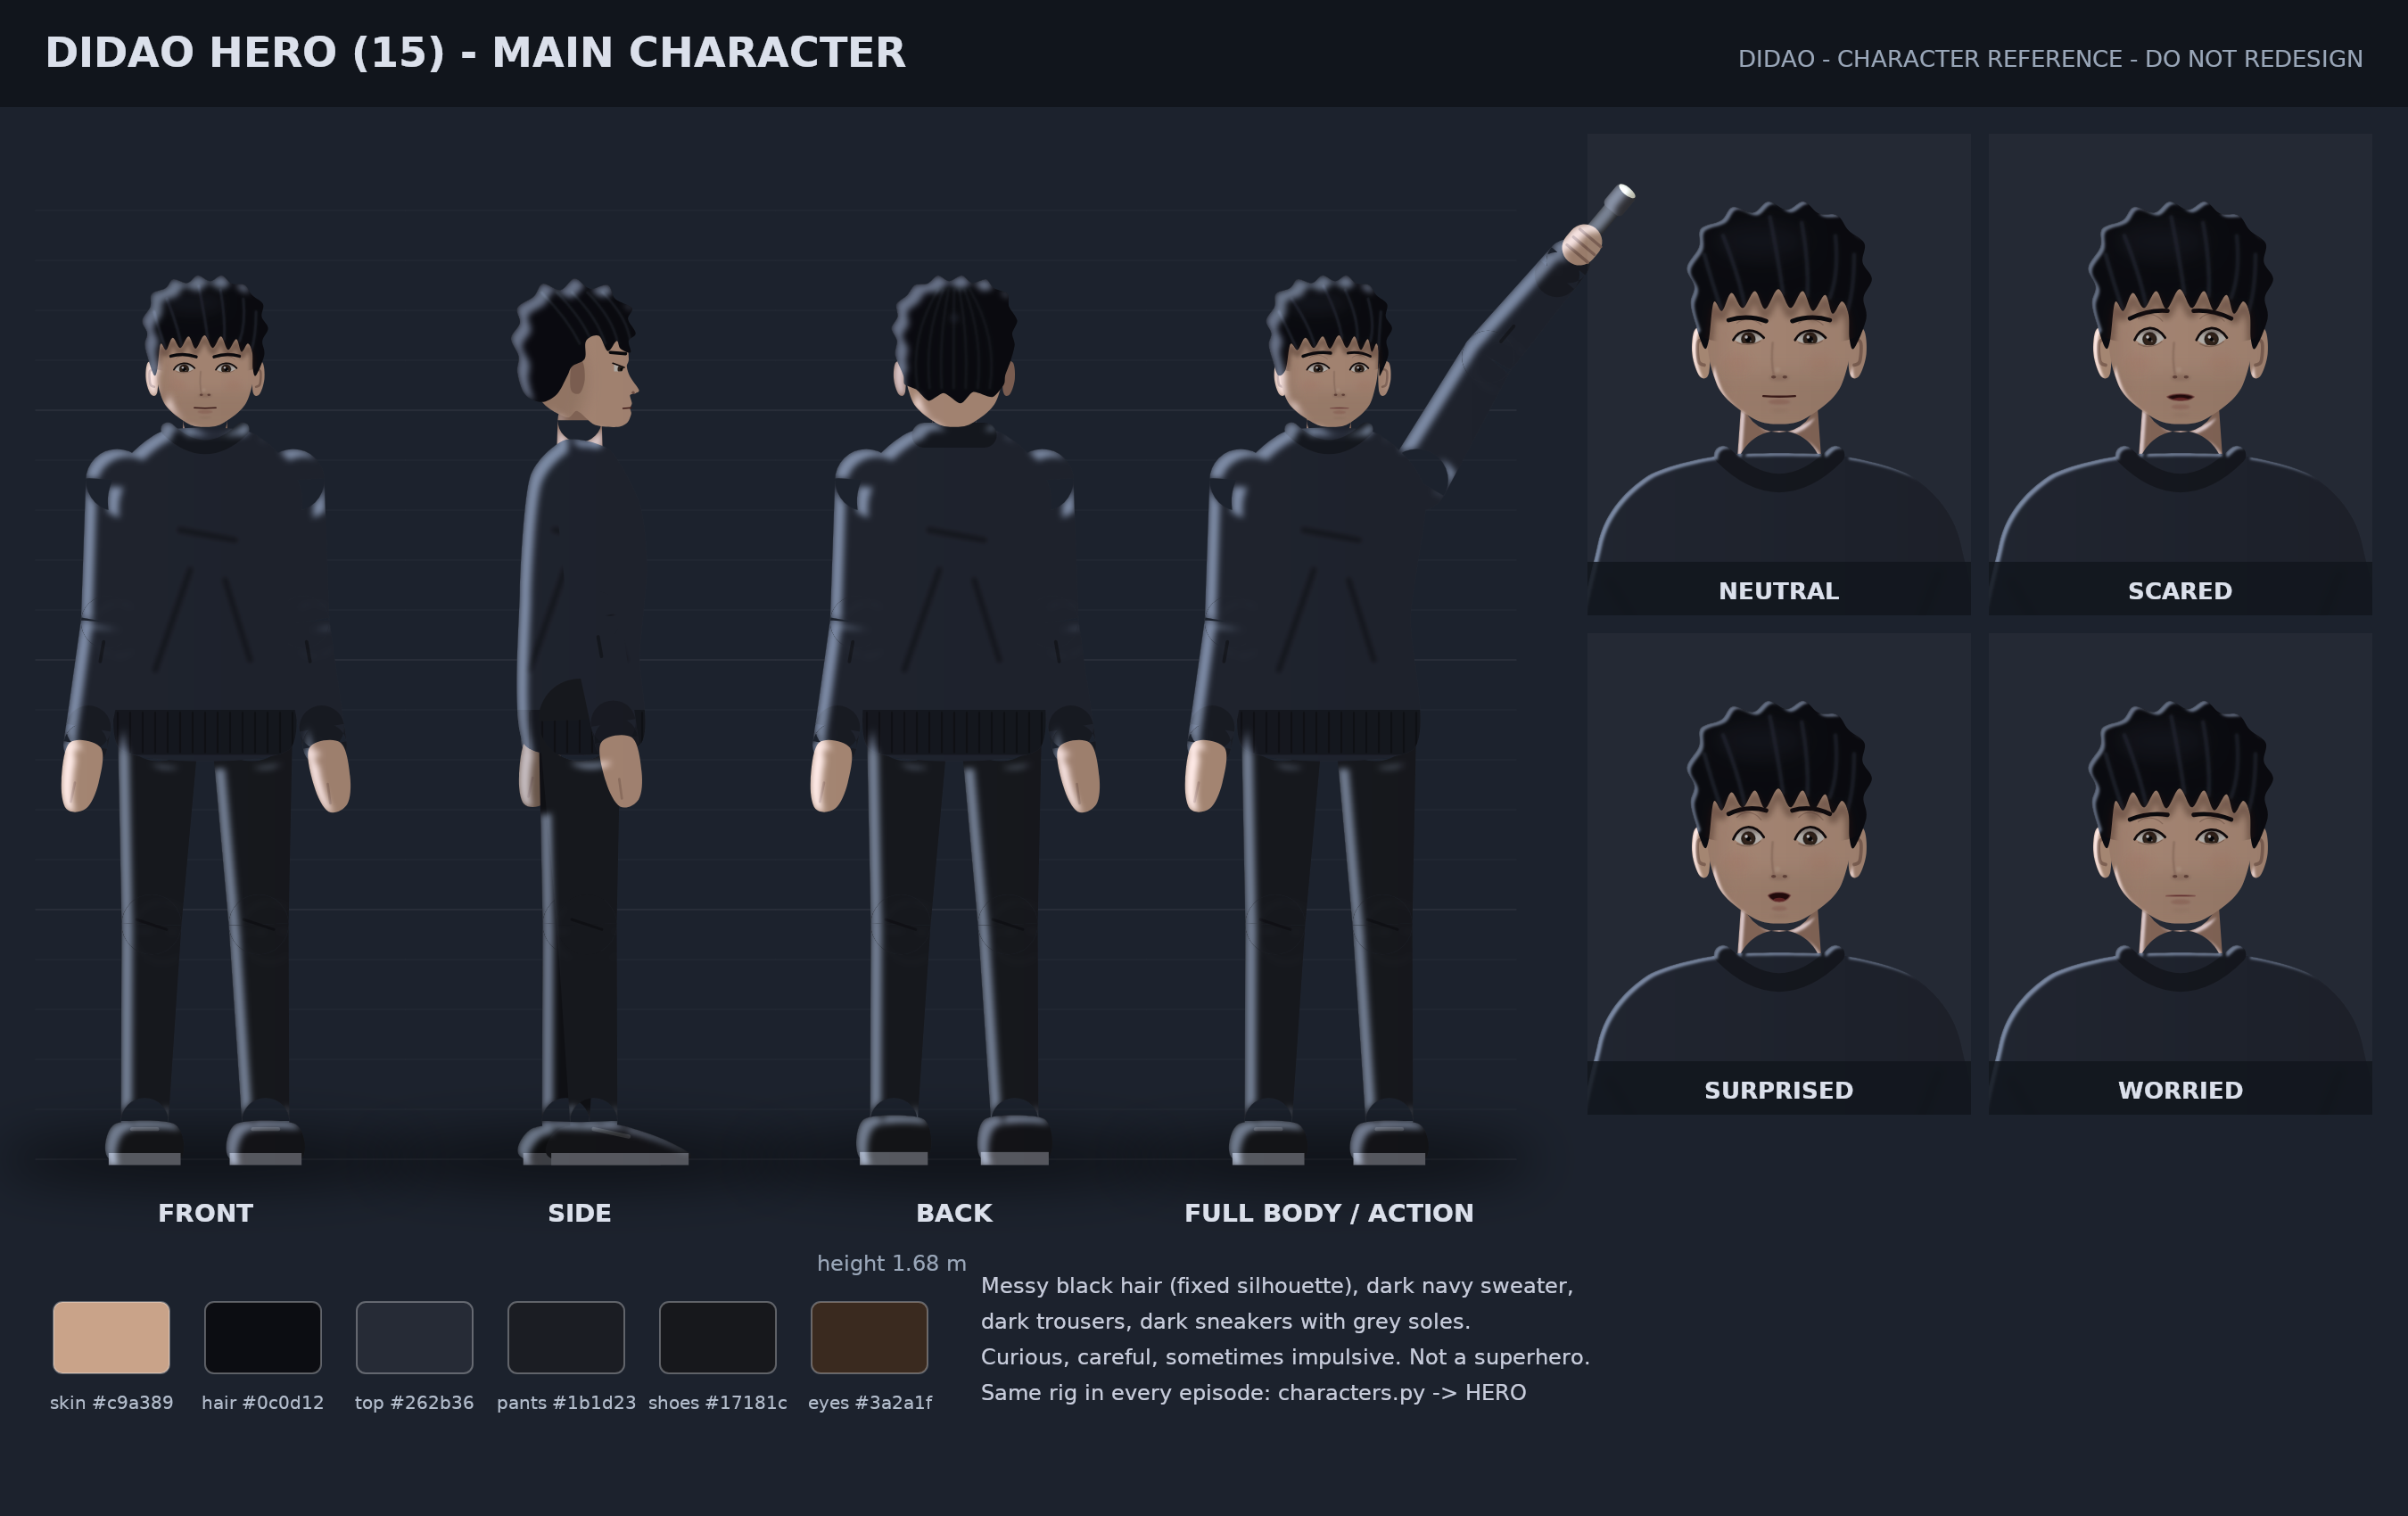 DIDAO HERO (15) - MAIN CHARACTER
DIDAO - CHARACTER REFERENCE - DO NOT REDESIGN
NEUTRAL
SCARED
SURPRISED
WORRIED
FRONT
SIDE
BACK
FULL BODY / ACTION
height 1.68 m
Messy black hair (fixed silhouette), dark navy sweater,
dark trousers, dark sneakers with grey soles.
Curious, careful, sometimes impulsive. Not a superhero.
Same rig in every episode: characters.py -> HERO
skin #c9a389
hair #0c0d12
top #262b36
pants #1b1d23
shoes #17181c
eyes #3a2a1f